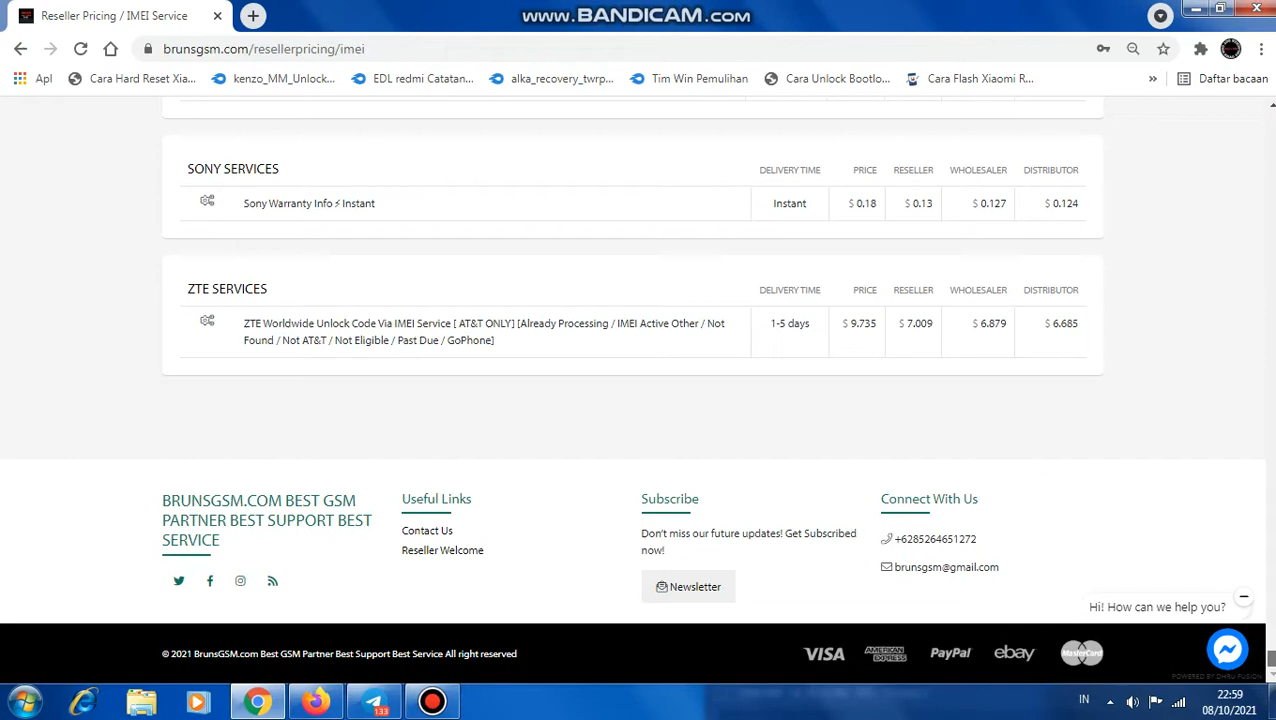 Reseller Pricing / IMEI Service
www.BANDICAM.com
brunsgsm.com/resellerpricing/imei
Apl
Cara Hard Reset Xia...
kenzo_MM_Unlock...
EDL redmi Catatan...
alka_recovery_twrp...
Tim Win Pemulihan
Cara Unlock Bootlo...
Cara Flash Xiaomi R...
»
Daftar bacaan
SONY SERVICES DELIVERY TIME PRICE RESELLER WHOLESALER DISTRIBUTOR
Sony Warranty Info ⚡ Instant Instant $ 0.18 $ 0.13 $ 0.127 $ 0.124
ZTE SERVICES DELIVERY TIME PRICE RESELLER WHOLESALER DISTRIBUTOR
ZTE Worldwide Unlock Code Via IMEI Service [ AT&T ONLY] [Already Processing / IMEI Active Other / Not 1-5 days $ 9.735 $ 7.009 $ 6.879 $ 6.685
Found / Not AT&T / Not Eligible / Past Due / GoPhone]
BRUNSGSM.COM BEST GSM
PARTNER BEST SUPPORT BEST
SERVICE
Useful Links
Contact Us
Reseller Welcome
Subscribe
Don't miss our future updates! Get Subscribed
now!
Newsletter
Connect With Us
+6285264651272
brunsgsm@gmail.com
Hi! How can we help you?
© 2021 BrunsGSM.com Best GSM Partner Best Support Best Service All right reserved
VISA
AMERICAN EXPRESS
PayPal
ebay
MasterCard
POWERED BY DHRU FUSION
133
IN
22:59
08/10/2021